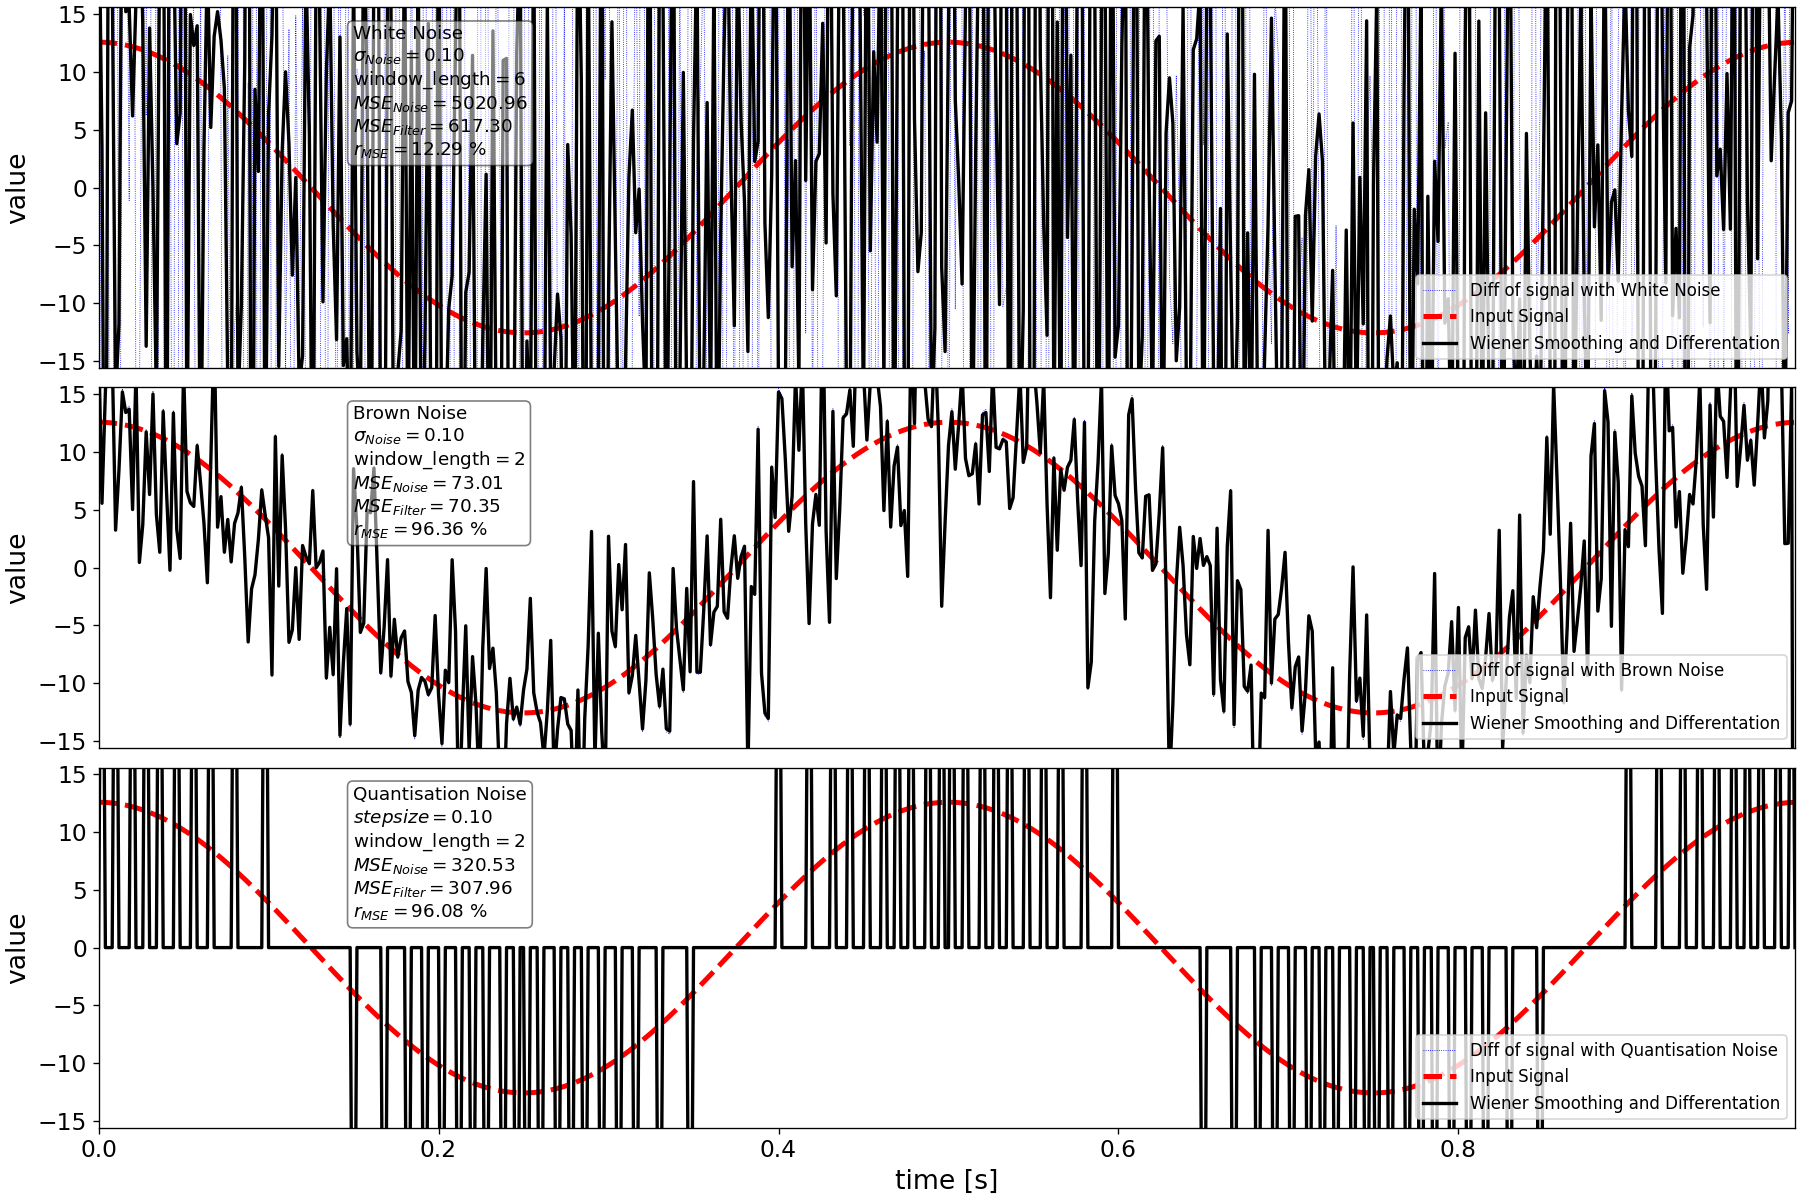 15
10
5
0
−5
−10
−15
value
White Noise
σNoise = 0.10
window_length = 6
MSENoise = 5020.96
MSEFilter = 617.30
rMSE = 12.29 %
Diff of signal with White Noise
Input Signal
Wiener Smoothing and Differentation
15
10
5
0
−5
−10
−15
value
Brown Noise
σNoise = 0.10
window_length = 2
MSENoise = 73.01
MSEFilter = 70.35
rMSE = 96.36 %
Diff of signal with Brown Noise
Input Signal
Wiener Smoothing and Differentation
15
10
5
0
−5
−10
−15
value
Quantisation Noise
stepsize = 0.10
window_length = 2
MSENoise = 320.53
MSEFilter = 307.96
rMSE = 96.08 %
Diff of signal with Quantisation Noise
Input Signal
Wiener Smoothing and Differentation
0.0 0.2 0.4 0.6 0.8
time [s]